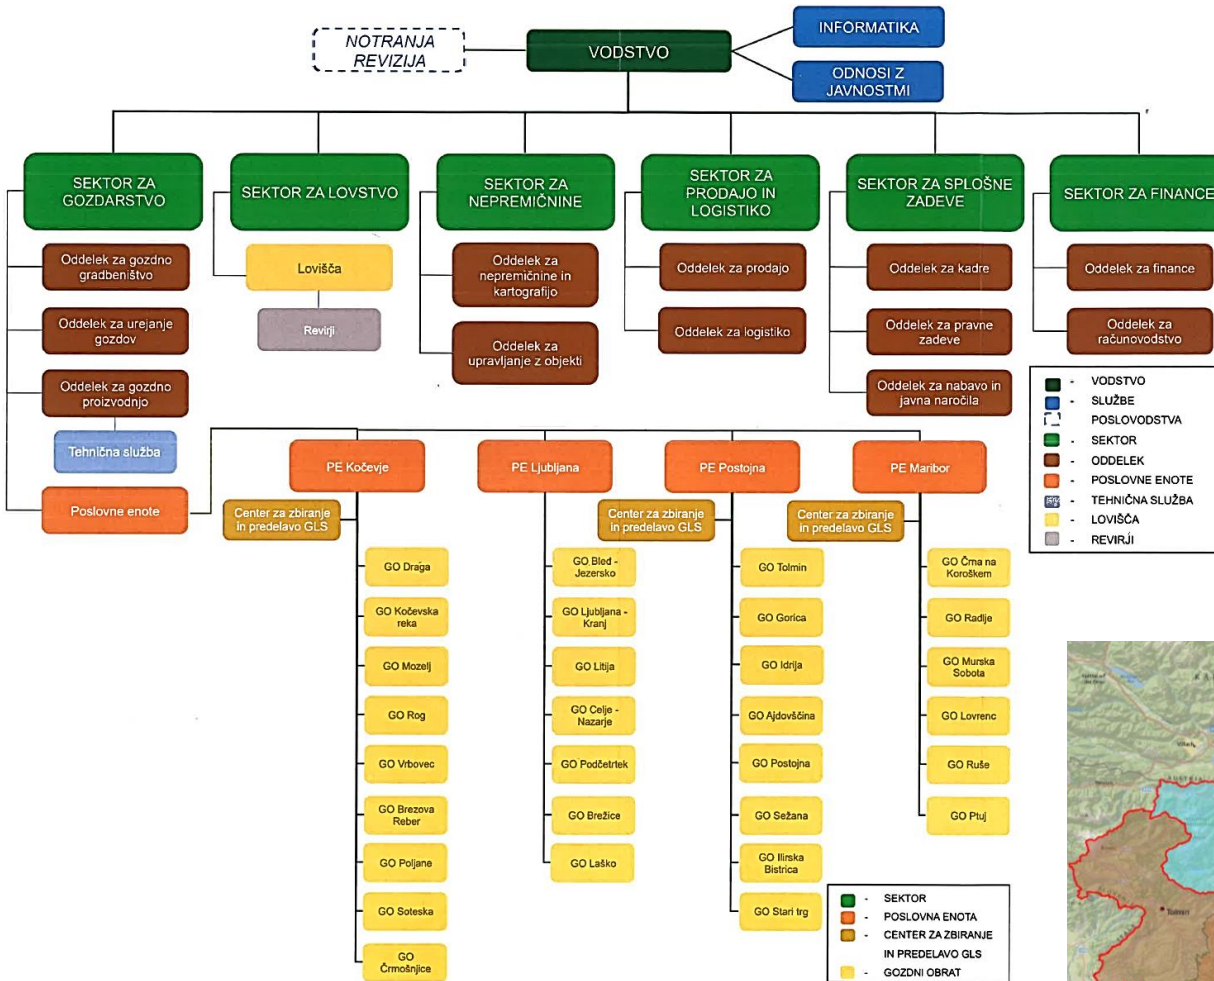 NOTRANJA
REVIZIJA
VODSTVO
INFORMATIKA
ODNOSI Z
JAVNOSTMI
SEKTOR ZA
GOZDARSTVO
SEKTOR ZA LOVSTVO
SEKTOR ZA
NEPREMIČNINE
SEKTOR ZA
PRODAJO IN
LOGISTIKO
SEKTOR ZA SPLOŠNE
ZADEVE
SEKTOR ZA FINANCE
Oddelek za gozdno
gradbeništvo
Oddelek za urejanje
gozdov
Oddelek za gozdno
proizvodnjo
Tehnična služba
Poslovne enote
Lovišča
Revirji
Oddelek za
nepremičnine in
kartografijo
Oddelek za
upravljanje z objekti
Oddelek za prodajo
Oddelek za logistiko
Oddelek za kadre
Oddelek za pravne
zadeve
Oddelek za nabavo in
javna naročila
Oddelek za finance
Oddelek za
računovodstvo
- VODSTVO
- SLUŽBE
POSLOVODSTVA
- SEKTOR
- ODDELEK
- POSLOVNE ENOTE
- TEHNIČNA SLUŽBA
- LOVIŠČA
- REVIRJI
PE Kočevje
Center za zbiranje
in predelavo GLS
GO Draga
GO Kočevska
reka
GO Mozelj
GO Rog
GO Vrbovec
GO Brezova
Reber
GO Poljane
GO Soteska
GO
Črmošnjice
PE Ljubljana
GO Bled -
Jezersko
GO Ljubljana -
Kranj
GO Litija
GO Celje -
Nazarje
GO Podčetrtek
GO Brežice
GO Laško
PE Postojna
Center za zbiranje
in predelavo GLS
GO Tolmin
GO Gorica
GO Idrija
GO Ajdovščina
GO Postojna
GO Sežana
GO Ilirska
Bistrica
GO Stari trg
PE Maribor
Center za zbiranje
in predelavo GLS
GO Črna na
Koroškem
GO Radlje
GO Murska
Sobota
GO Lovrenc
GO Ruše
GO Ptuj
- SEKTOR
- POSLOVNA ENOTA
- CENTER ZA ZBIRANJE
IN PREDELAVO GLS
- GOZDNI OBRAT
Villach
AUSTRIA
Tolmin